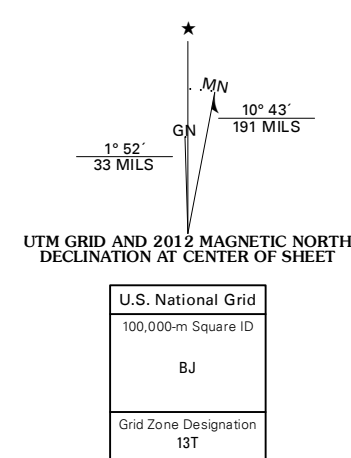 ★
MN
GN
10° 43´
191 MILS
1° 52´
33 MILS
UTM GRID AND 2012 MAGNETIC NORTH
DECLINATION AT CENTER OF SHEET
U.S. National Grid
100,000-m Square ID
BJ
Grid Zone Designation
13T